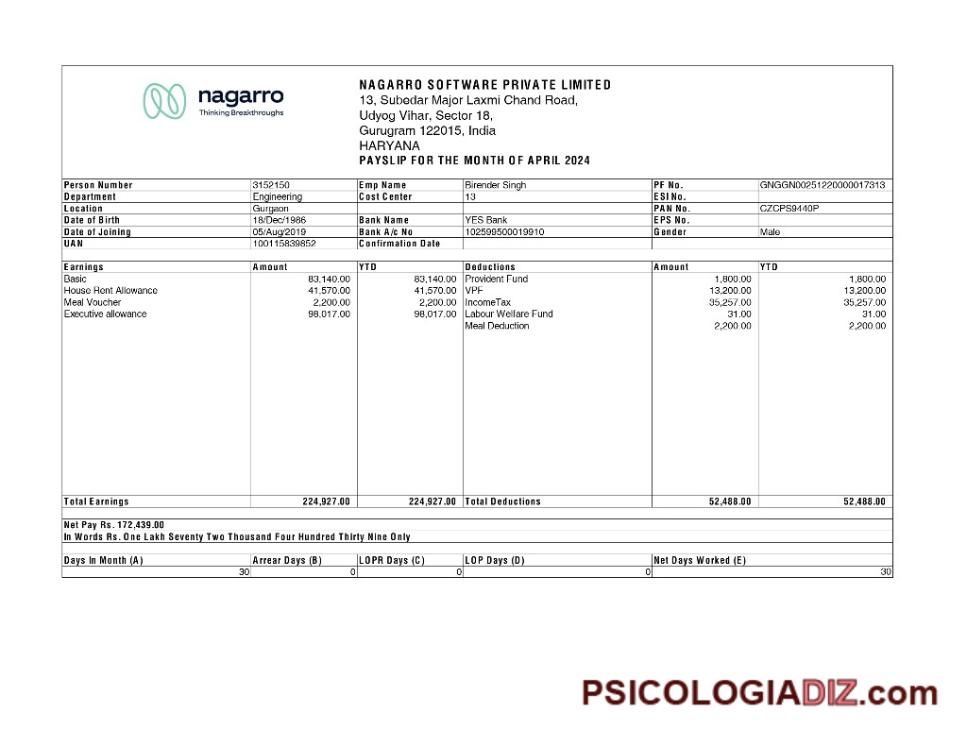 nagarro
Thinking Breakthroughs
NAGARRO SOFTWARE PRIVATE LIMITED
13, Subedar Major Laxmi Chand Road,
Udyog Vihar, Sector 18,
Gurugram 122015, India
HARYANA
PAYSLIP FOR THE MONTH OF APRIL 2024
Person Number 3152150 Emp Name Birender Singh PF No. GNGGN00251220000017313
Department Engineering Cost Center 13 ESI No.
Location Gurgaon PAN No. CZCPS9440P
Date of Birth 18/Dec/1986 Bank Name YES Bank EPS No.
Date of Joining 05/Aug/2019 Bank A/c No 102599500019910 Gender Male
UAN 100115839852 Confirmation Date
Earnings Amount YTD Deductions Amount YTD
Basic 83,140.00 83,140.00 Provident Fund 1,800.00 1,800.00
House Rent Allowance 41,570.00 41,570.00 VPF 13,200.00 13,200.00
Meal Voucher 2,200.00 2,200.00 IncomeTax 35,257.00 35,257.00
Executive allowance 98,017.00 98,017.00 Labour Welfare Fund 31.00 31.00
Meal Deduction 2,200.00 2,200.00
Total Earnings 224,927.00 224,927.00 Total Deductions 52,488.00 52,488.00
Net Pay Rs. 172,439.00
In Words Rs. One Lakh Seventy Two Thousand Four Hundred Thirty Nine Only
Days In Month (A) Arrear Days (B) LOPR Days (C) LOP Days (D) Net Days Worked (E)
30 0 0 0 30
PSICOLOGIADIZ.com